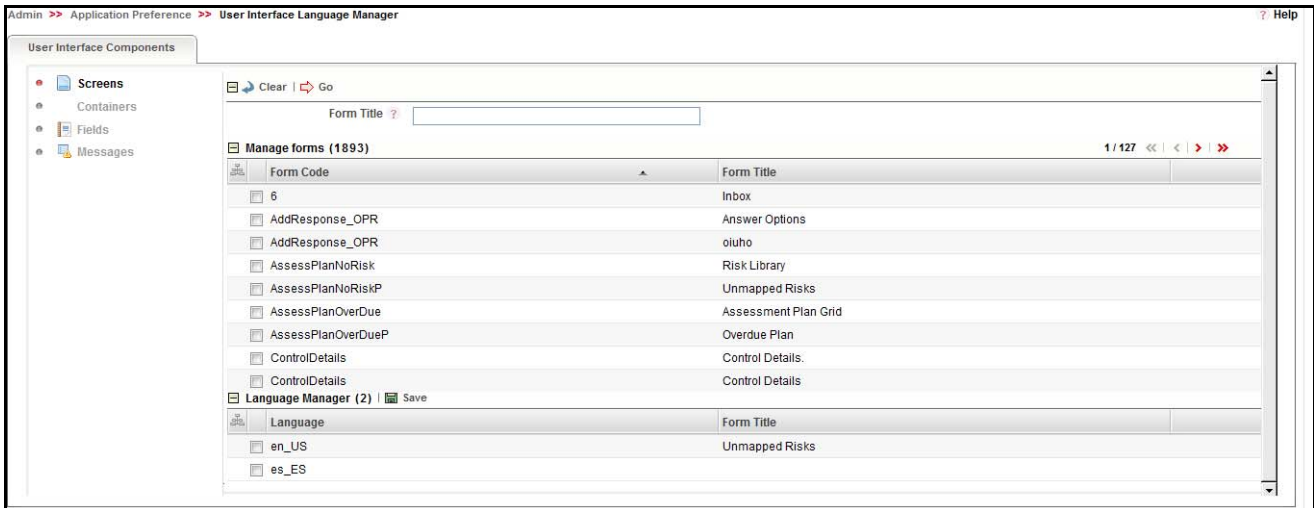 Admin >> Application Preference >> User Interface Language Manager ? Help
User Interface Components
Screens
Containers
Fields
Messages
Clear | Go
Form Title ?
Manage forms (1893) 1 / 127 « | < | > | »
Form Code Form Title
6 Inbox
AddResponse_OPR Answer Options
AddResponse_OPR oiuho
AssessPlanNoRisk Risk Library
AssessPlanNoRiskP Unmapped Risks
AssessPlanOverDue Assessment Plan Grid
AssessPlanOverDueP Overdue Plan
ControlDetails Control Details.
ControlDetails Control Details
Language Manager (2) | Save
Language Form Title
en_US Unmapped Risks
es_ES